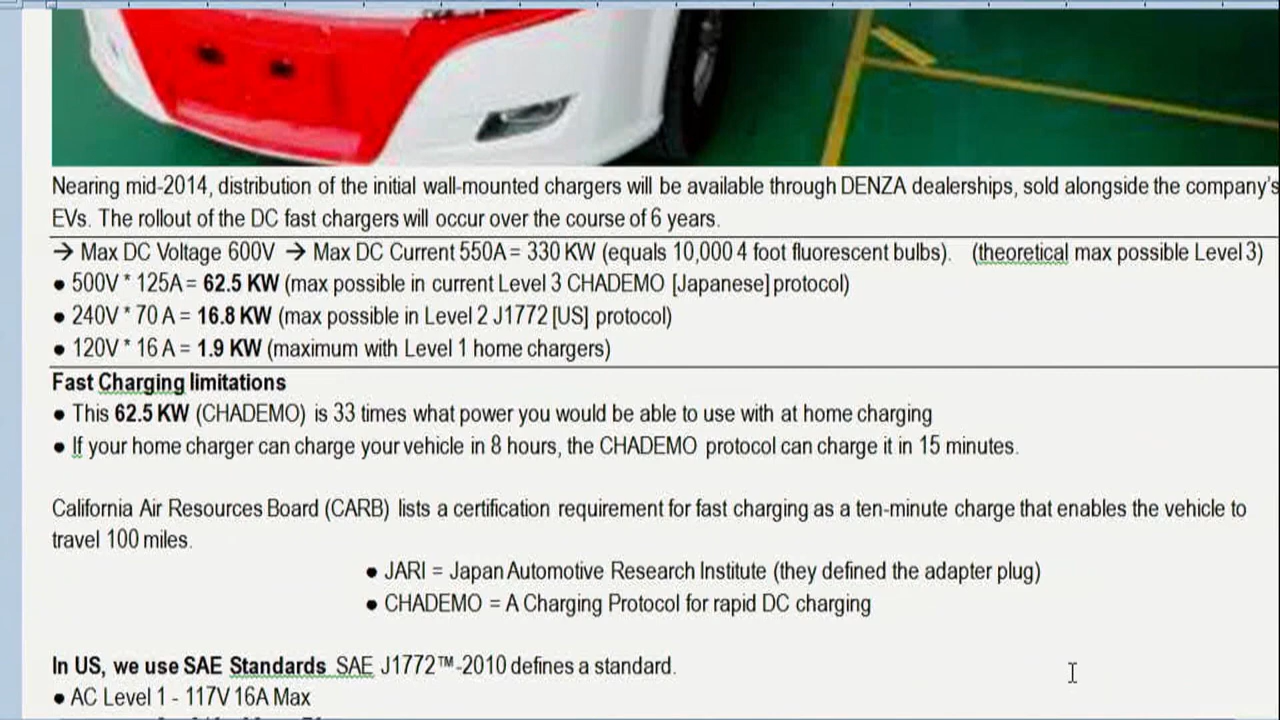 Nearing mid-2014, distribution of the initial wall-mounted chargers will be available through DENZA dealerships, sold alongside the company's
EVs. The rollout of the DC fast chargers will occur over the course of 6 years.
→ Max DC Voltage 600V → Max DC Current 550A = 330 KW (equals 10,000 4 foot fluorescent bulbs). (theoretical max possible Level 3)
● 500V * 125A = 62.5 KW (max possible in current Level 3 CHADEMO [Japanese] protocol)
● 240V * 70 A = 16.8 KW (max possible in Level 2 J1772 [US] protocol)
● 120V * 16 A = 1.9 KW (maximum with Level 1 home chargers)
Fast Charging limitations
● This 62.5 KW (CHADEMO) is 33 times what power you would be able to use with at home charging
● If your home charger can charge your vehicle in 8 hours, the CHADEMO protocol can charge it in 15 minutes.
California Air Resources Board (CARB) lists a certification requirement for fast charging as a ten-minute charge that enables the vehicle to
travel 100 miles.
● JARI = Japan Automotive Research Institute (they defined the adapter plug)
● CHADEMO = A Charging Protocol for rapid DC charging
In US, we use SAE Standards SAE J1772™-2010 defines a standard.
● AC Level 1 - 117V 16A Max